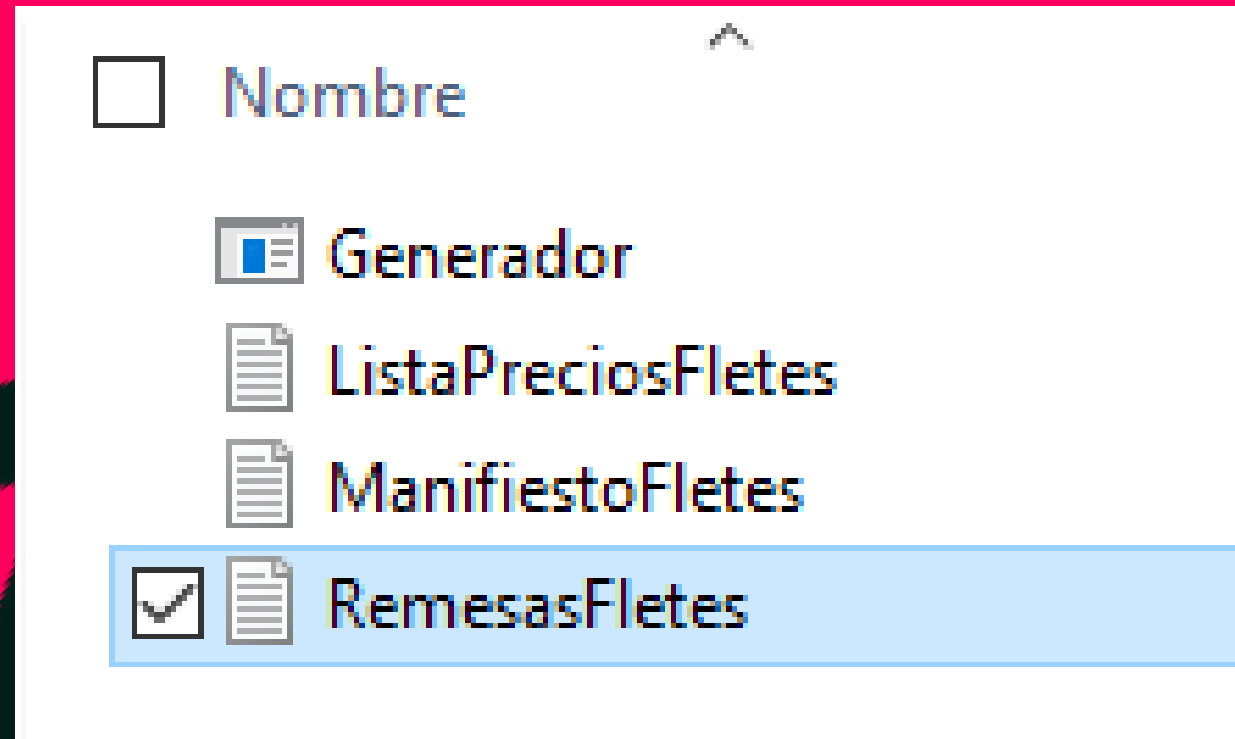 Nombre
Generador
ListaPreciosFletes
ManifiestoFletes
RemesasFletes